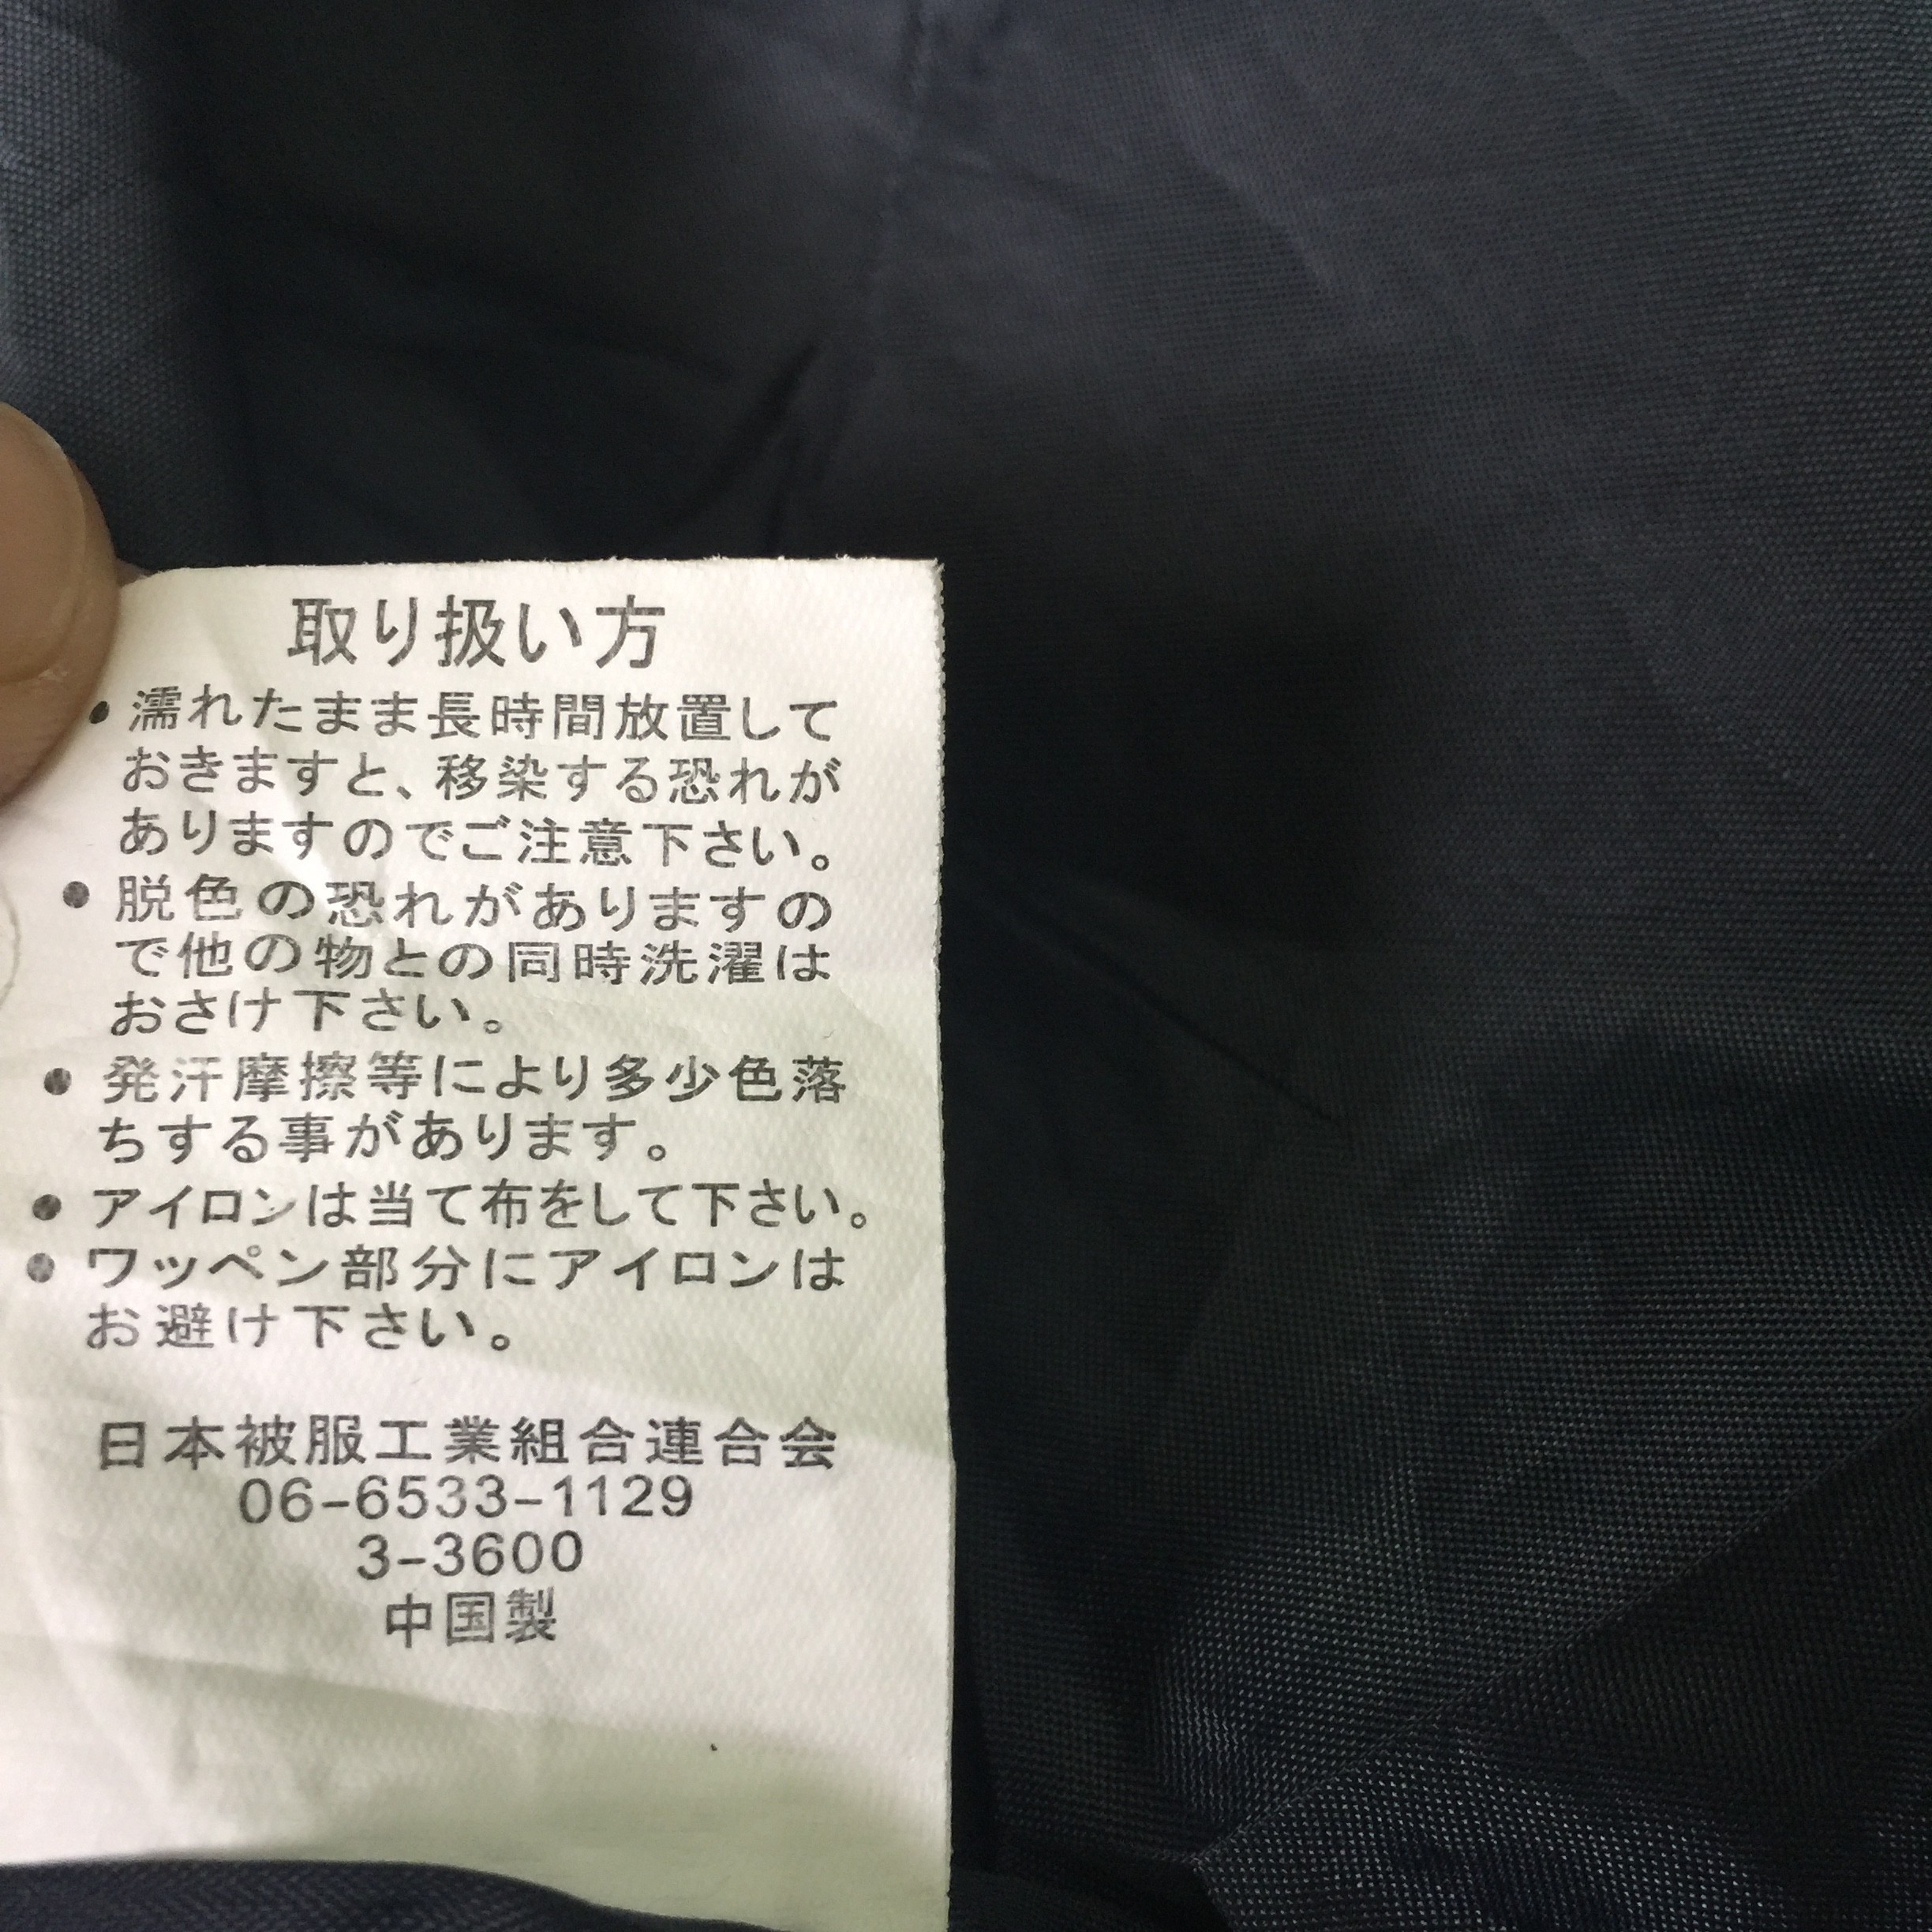 取り扱い方
• 濡れたまま長時間放置して
おきますと、移染する恐れが
ありますのでご注意下さい。
• 脱色の恐れがありますの
で他の物との同時洗濯は
おさけ下さい。
• 発汗摩擦等により多少色落
ちする事があります。
• アイロンは当て布をして下さい。
• ワッペン部分にアイロンは
お避け下さい。
日本被服工業組合連合会
06-6533-1129
3-3600
中国製